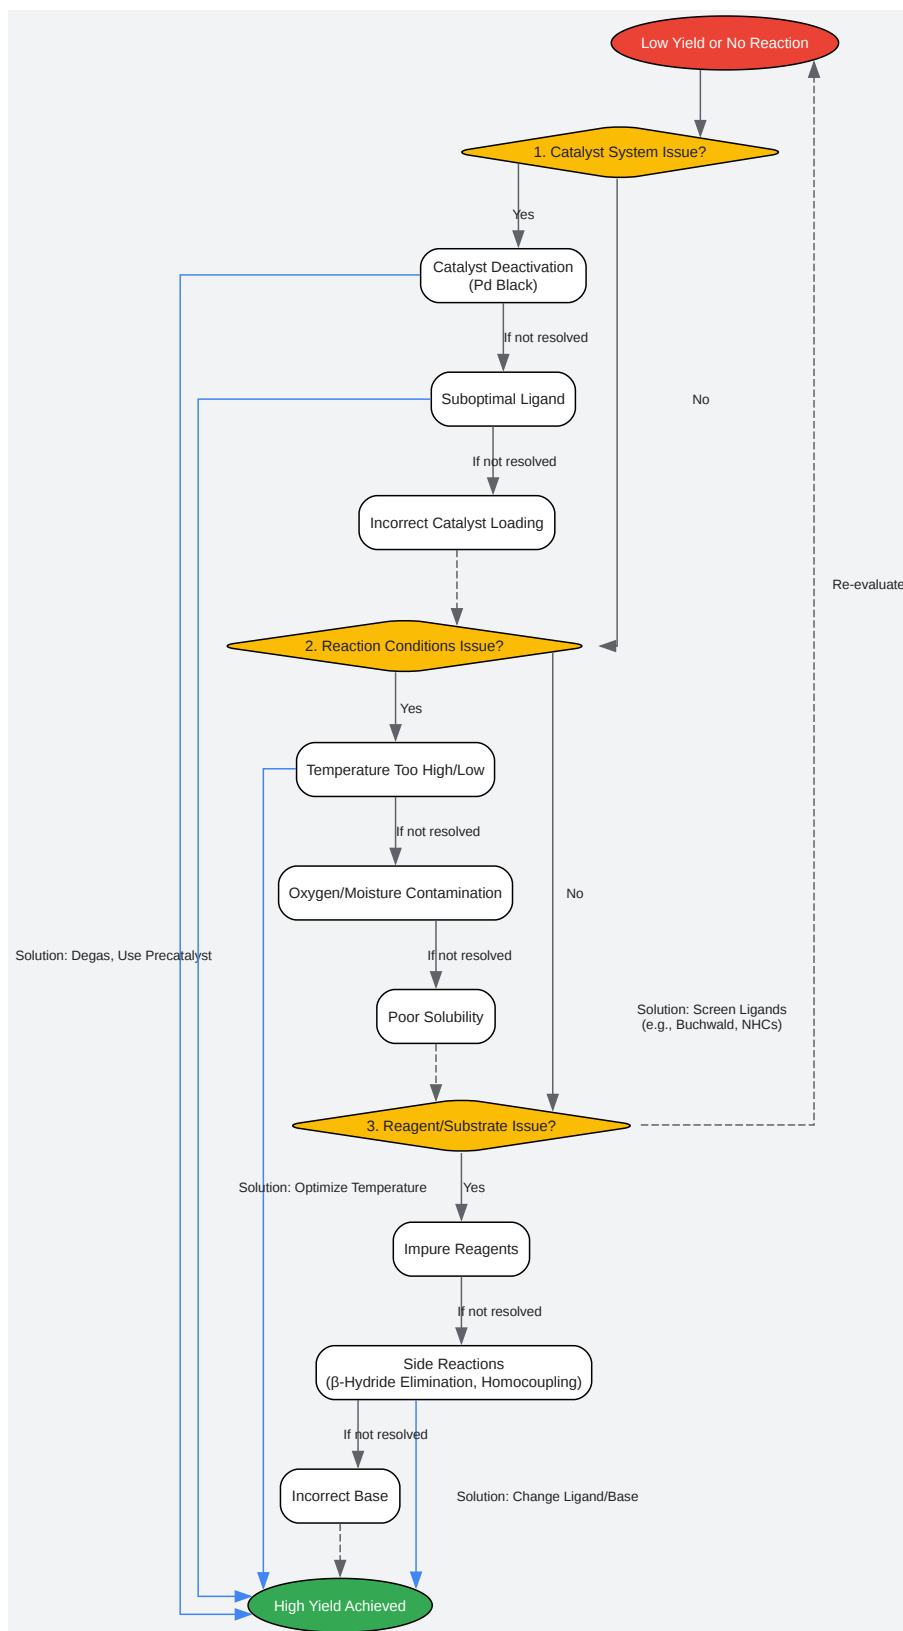 Low Yield or No Reaction
1. Catalyst System Issue?
Yes
Catalyst Deactivation
(Pd Black)
If not resolved
Suboptimal Ligand
No
If not resolved
Incorrect Catalyst Loading
Re-evaluate
2. Reaction Conditions Issue?
Yes
Temperature Too High/Low
If not resolved
Oxygen/Moisture Contamination
No
Solution: Degas, Use Precatalyst
If not resolved
Poor Solubility
Solution: Screen Ligands
(e.g., Buchwald, NHCs)
3. Reagent/Substrate Issue?
Solution: Optimize Temperature
Yes
Impure Reagents
If not resolved
Side Reactions
(β-Hydride Elimination, Homocoupling)
If not resolved
Incorrect Base
Solution: Change Ligand/Base
High Yield Achieved